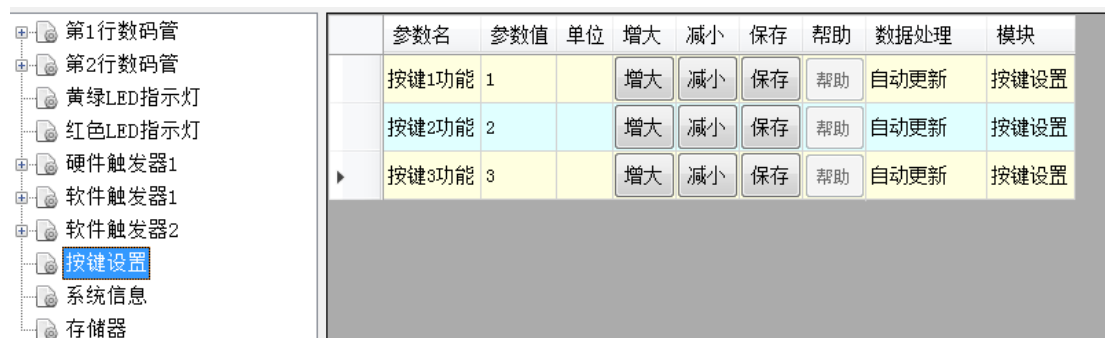 第1行数码管
第2行数码管
黄绿LED指示灯
红色LED指示灯
硬件触发器1
软件触发器1
软件触发器2
按键设置
系统信息
存储器
参数名 参数值 单位 增大 减小 保存 帮助 数据处理 模块
按键1功能 1 增大 减小 保存 帮助 自动更新 按键设置
按键2功能 2 增大 减小 保存 帮助 自动更新 按键设置
按键3功能 3 增大 减小 保存 帮助 自动更新 按键设置